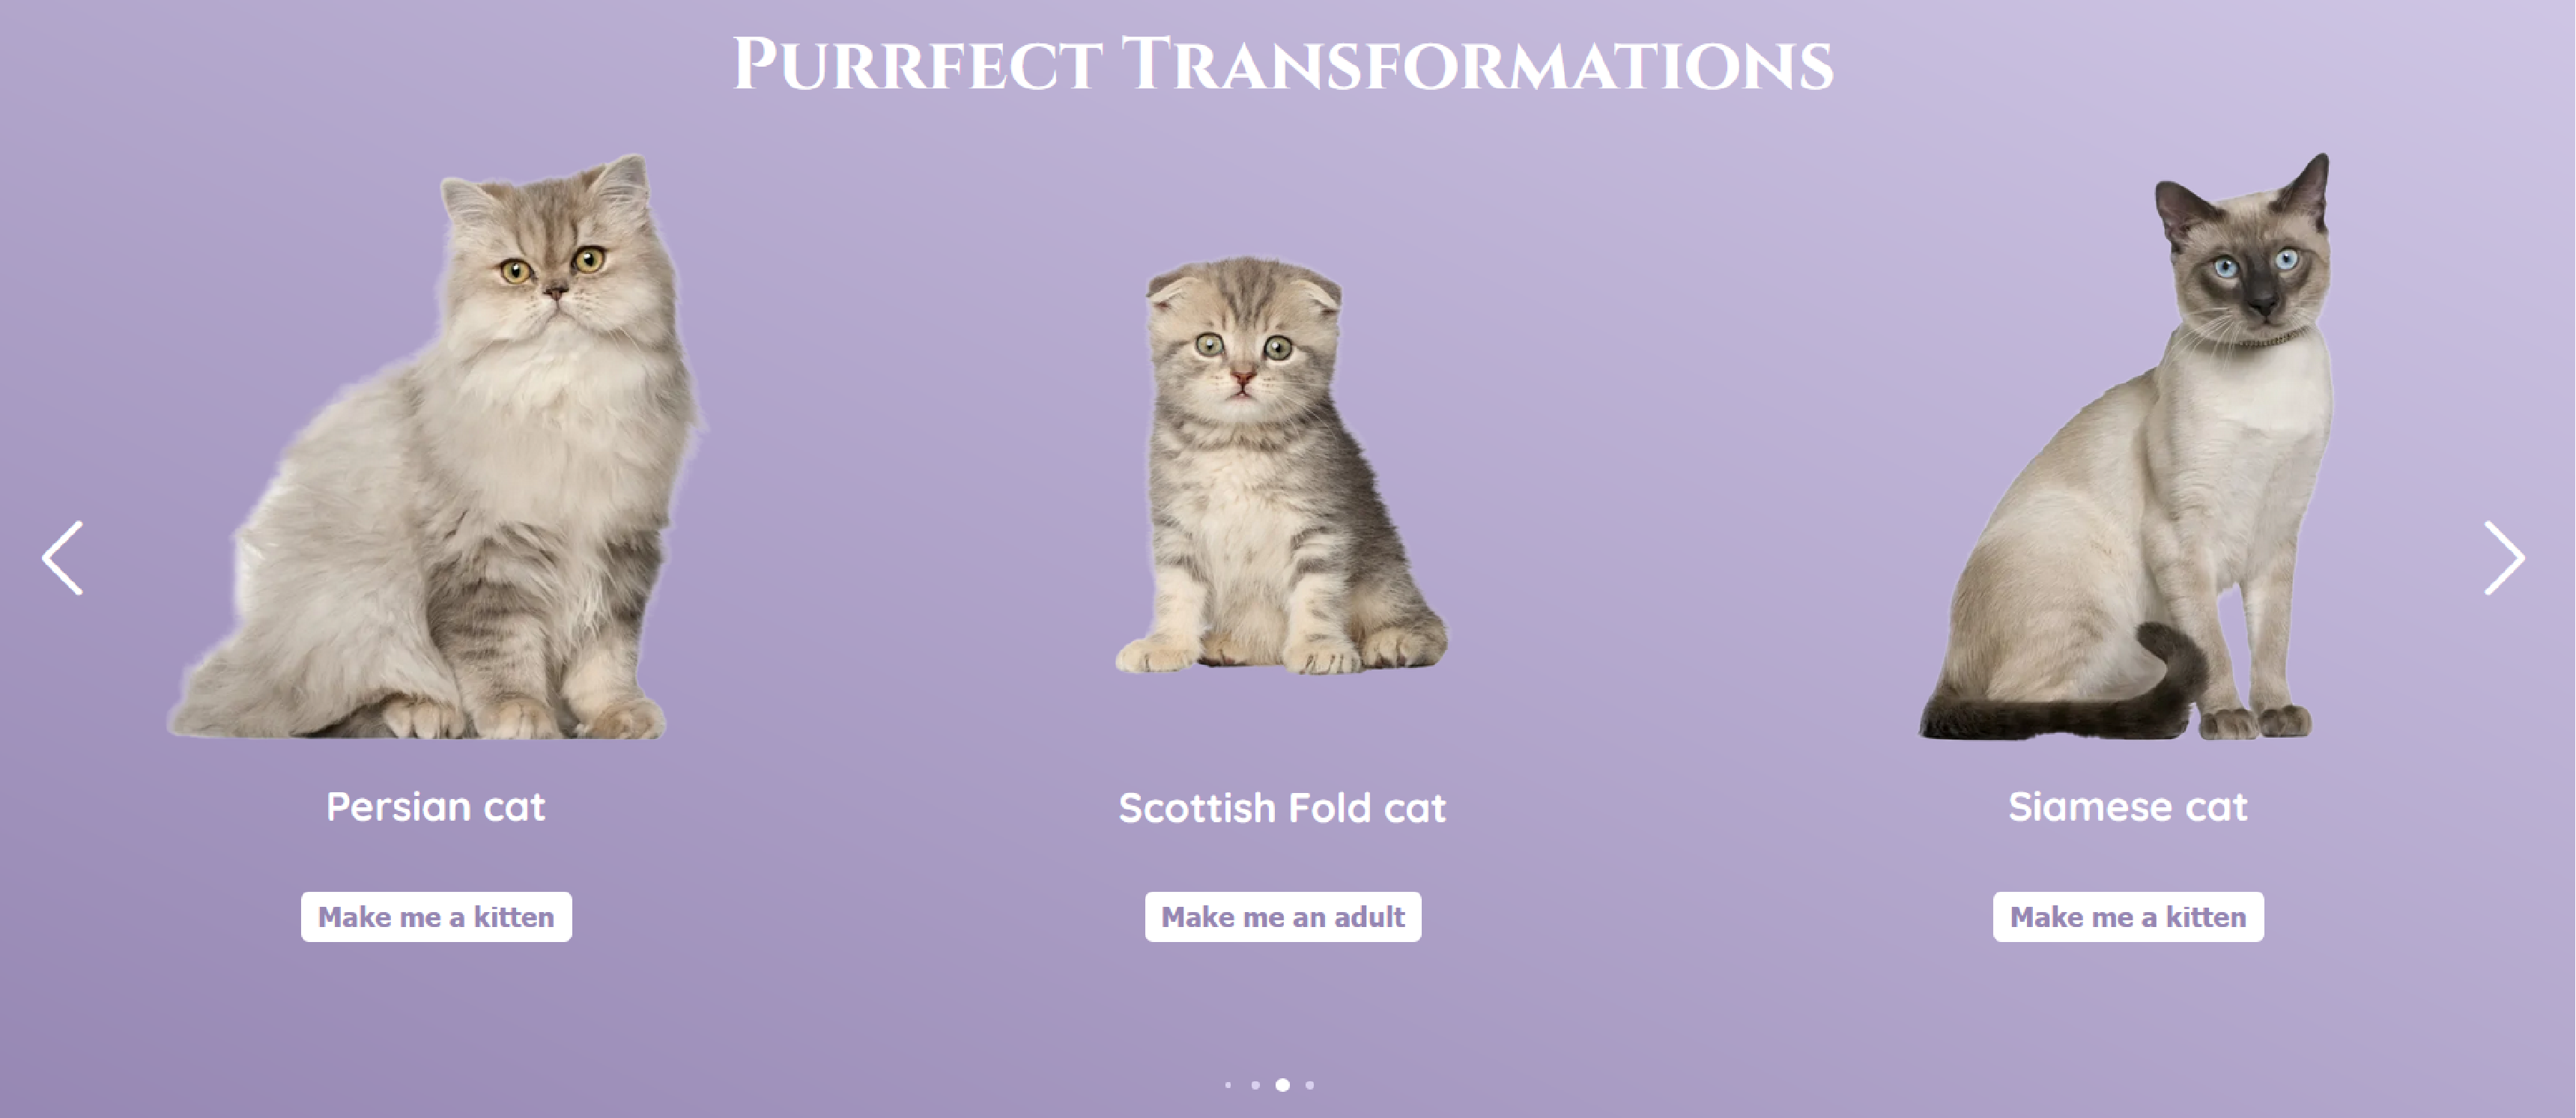 Purrfect Transformations
Persian cat
Scottish Fold cat
Siamese cat
Make me a kitten
Make me an adult
Make me a kitten